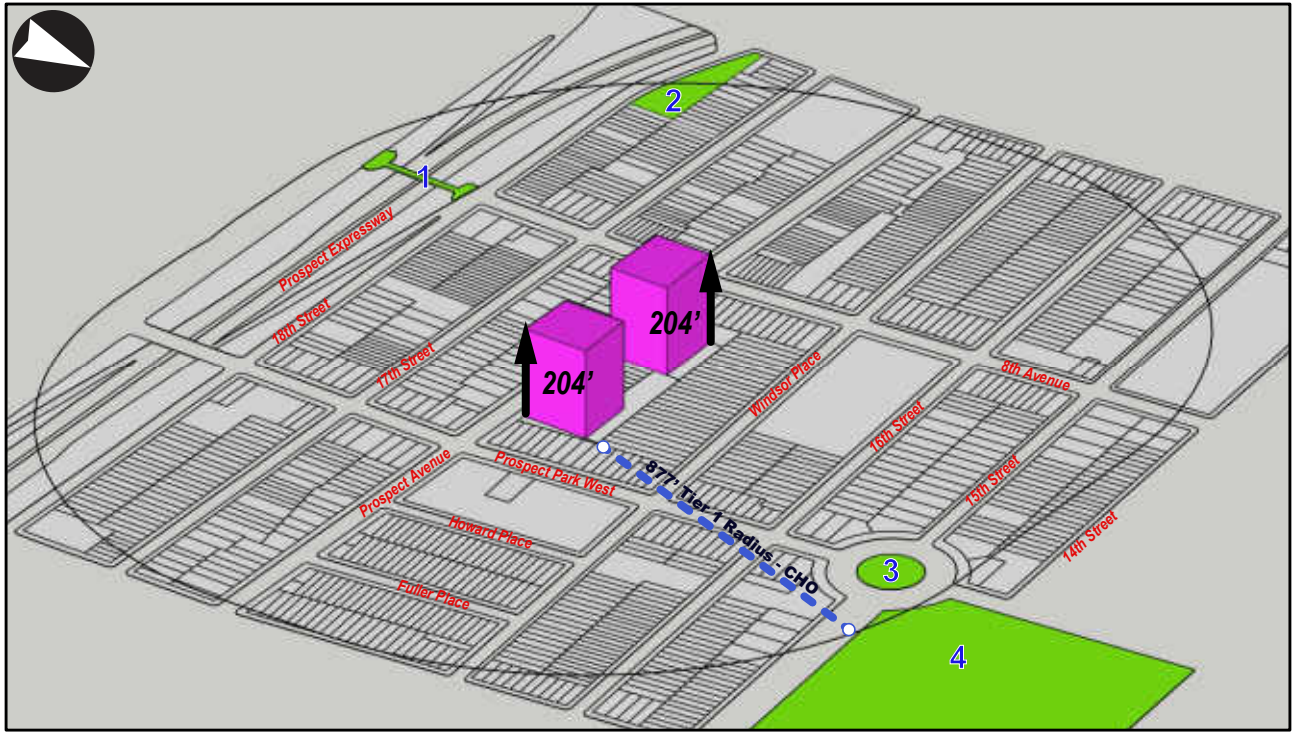 2
1
Prospect Expressway
18th Street
17th Street
204’
204’
Windsor Place
8th Avenue
16th Street
15th Street
14th Street
Prospect Avenue
Prospect Park West
877’ Tier 1 Radius - CHO
Howard Place
Fuller Place
3
4